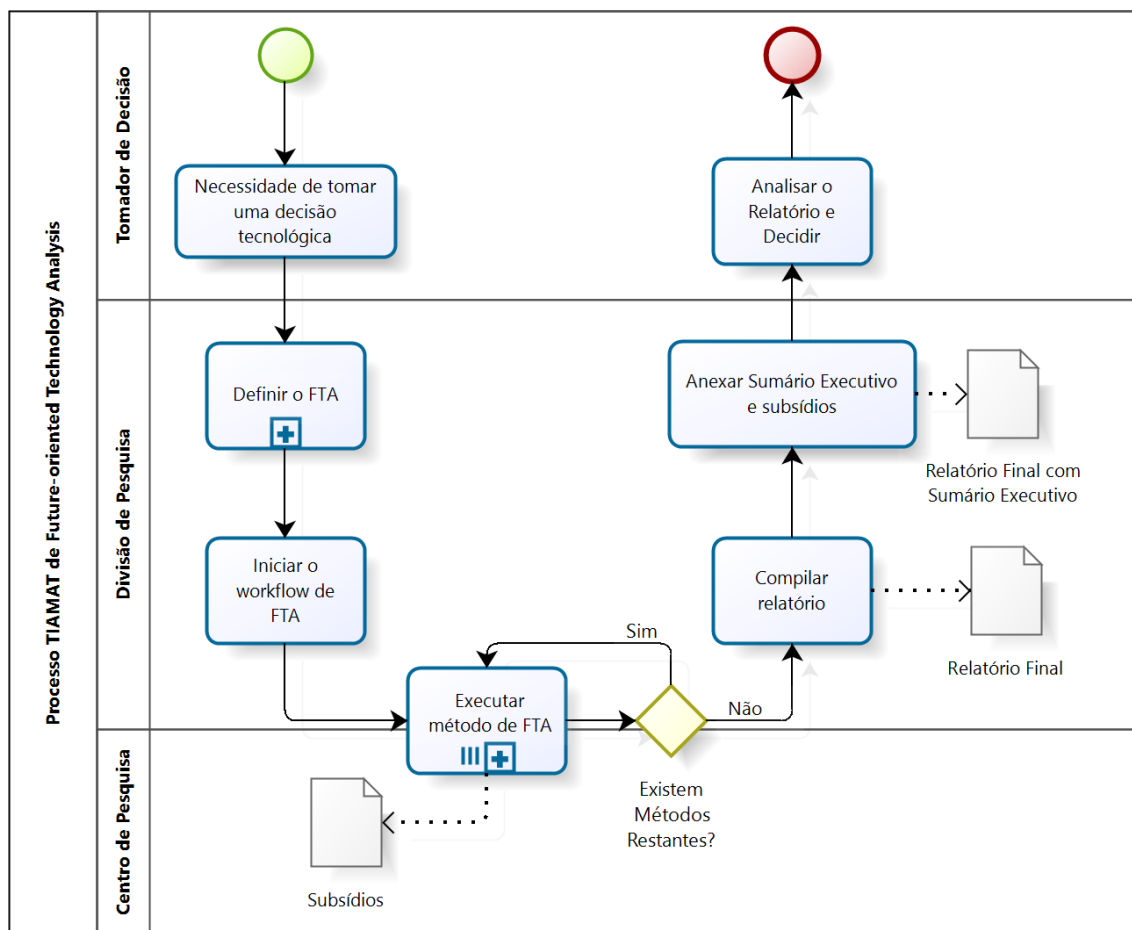 Processo TIAMAT de Future-oriented Technology Analysis
Tomador de Decisão
Necessidade de tomar
uma decisão
tecnológica
Analisar o
Relatório e
Decidir
Divisão de Pesquisa
Definir o FTA
Anexar Sumário Executivo
e subsídios
Relatório Final com
Sumário Executivo
Iniciar o
workflow de
FTA
Compilar
relatório
Relatório Final
Sim
Executar
método de FTA
Não
Existem
Métodos
Restantes?
Centro de Pesquisa
Subsídios